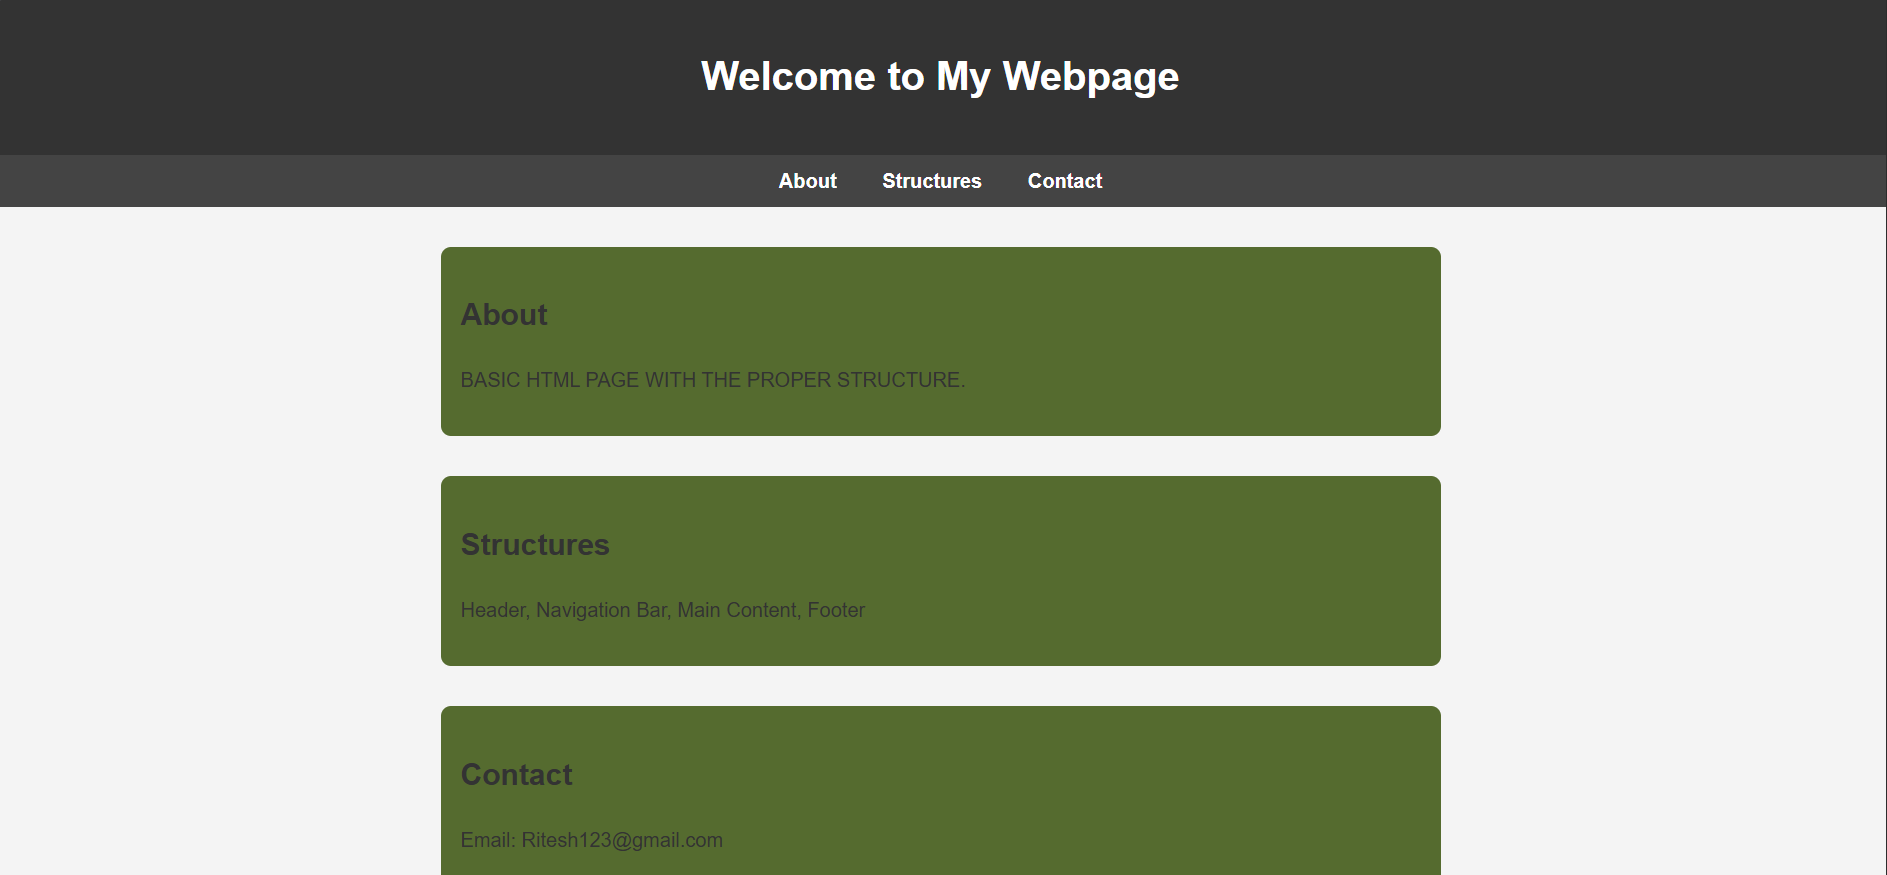 Welcome to My Webpage
About Structures Contact
About
BASIC HTML PAGE WITH THE PROPER STRUCTURE.
Structures
Header, Navigation Bar, Main Content, Footer
Contact
Email: Ritesh123@gmail.com